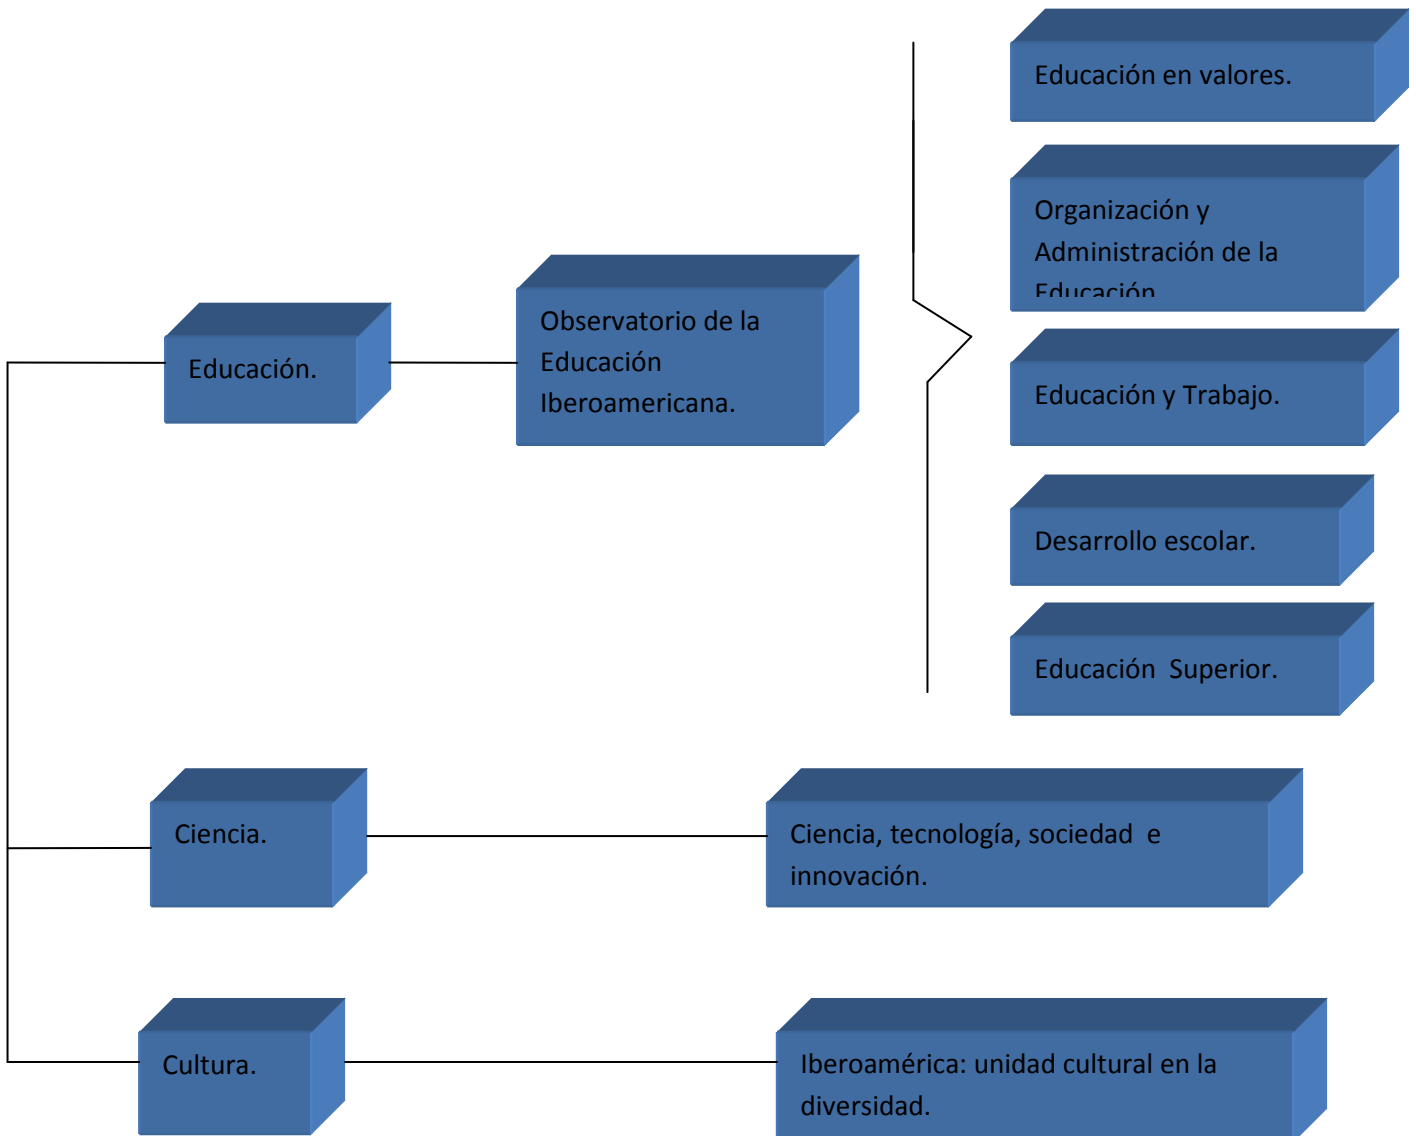 Educación en valores.
Organización y
Administración de la
Educación
Educación y Trabajo.
Desarrollo escolar.
Educación  Superior.
Observatorio de la
Educación
Iberoamericana.
Educación.
Ciencia.
Ciencia, tecnología, sociedad  e
innovación.
Cultura.
Iberoamérica: unidad cultural en la
diversidad.